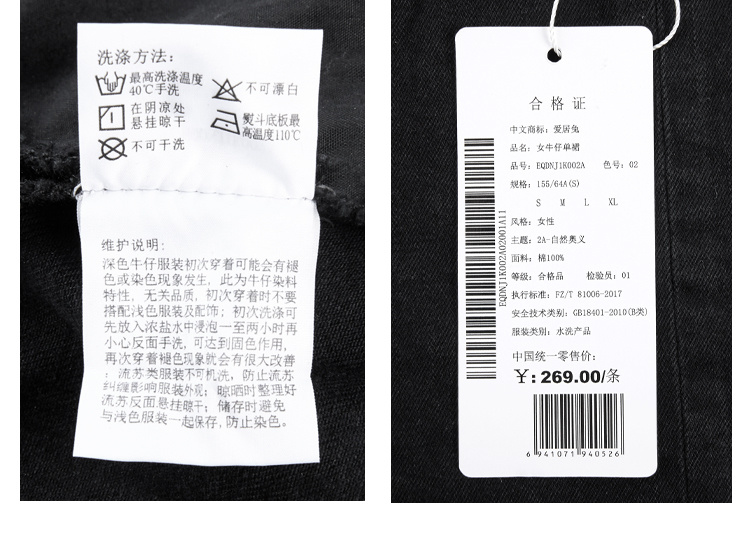 洗涤方法：
最高洗涤温度
40℃手洗
不可漂白
在阴凉处
悬挂晾干
熨斗底板最
高温度110℃
不可干洗
维护说明：
深色牛仔服装初次穿着可能会有褪
色或染色现象发生，此为牛仔染料
特性，无关品质，初次穿着时不要
搭配浅色服装及配饰；初次洗涤可
先放入浓盐水中浸泡一至两小时再
小心反面手洗，可达到固色作用，
再次穿着褪色现象就会有很大改善
；流苏类服装不可机洗，防止流苏
纠缠影响服装外观；晾晒时整理好
流苏反面悬挂晾干；储存时避免
与浅色服装一起保存，防止染色。
合格证
中文商标：爱居兔
品名：女牛仔单裙
品号：EQDNJ1K002A 色号：02
规格：155/64A(S)
S M L XL
风格：女性
主题：2A-自然奥义
面料：棉100%
等级：合格品 检验员：01
执行标准：FZ/T 81006-2017
安全技术类别：GB18401-2010(B类)
服装类别：水洗产品
中国统一零售价：
¥：269.00/条
EQDNJ1K002A02001A11
6 941071 940526